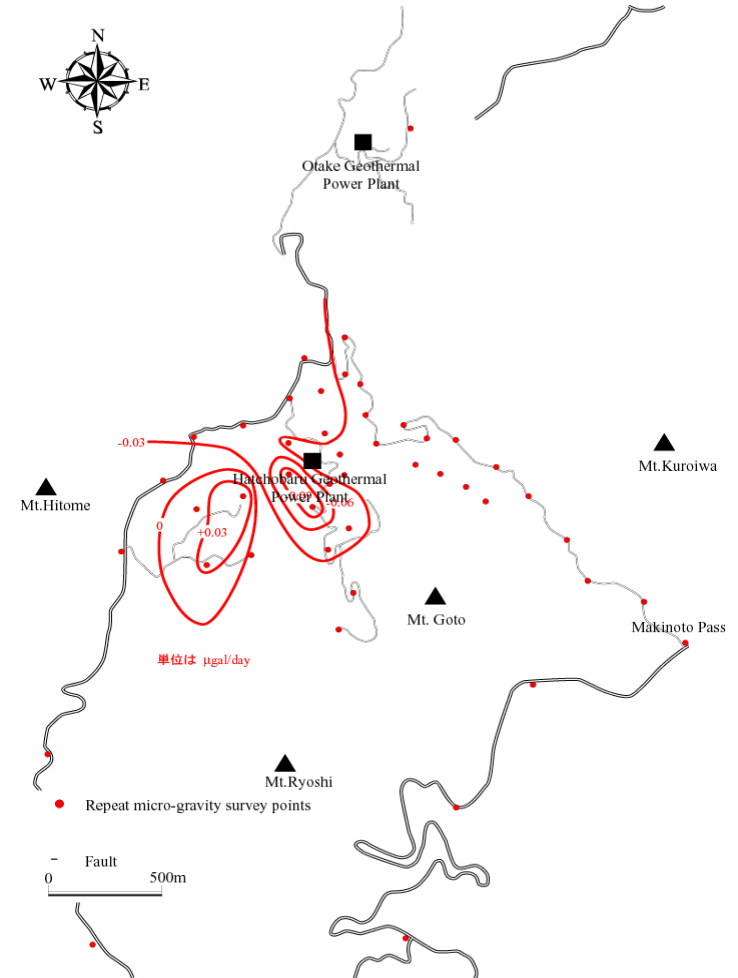 N
W E
S
Otake Geothermal
Power Plant
-0.03
Hatchobaru Geothermal
Power Plant
-0.06
0
+0.03
Mt.Kuroiwa
Mt.Hitome
Mt. Goto
Makinoto Pass
単位は μgal/day
Mt.Ryoshi
Repeat micro-gravity survey points
Fault
0 500m